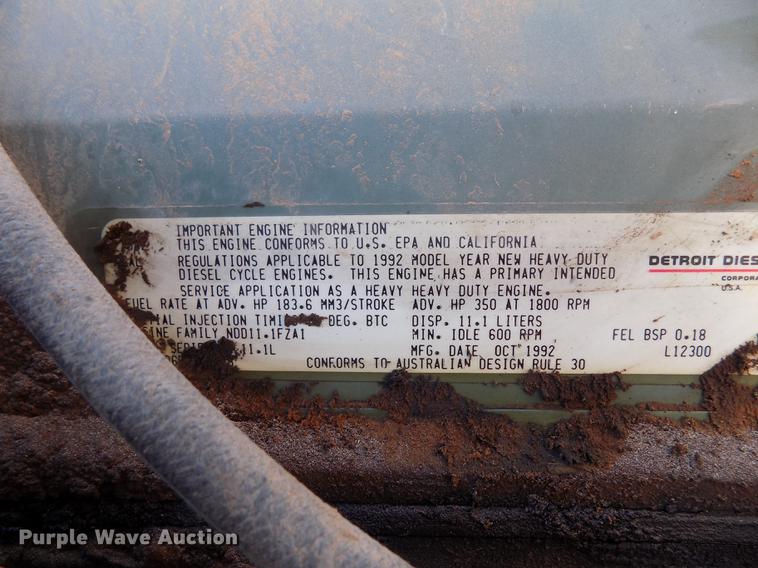 IMPORTANT ENGINE INFORMATION
THIS ENGINE CONFORMS TO U.S. EPA AND CALIFORNIA
REGULATIONS APPLICABLE TO 1992 MODEL YEAR NEW HEAVY DUTY
DIESEL CYCLE ENGINES. THIS ENGINE HAS A PRIMARY INTENDED
SERVICE APPLICATION AS A HEAVY HEAVY DUTY ENGINE.
FUEL RATE AT ADV. HP 183.6 MM3/STROKE ADV. HP 350 AT 1800 RPM
INJECTION DEG. BTC DISP. 11.1 LITERS
FAMILY NDD11.1FZA1 MIN. IDLE 600 RPM FEL BSP 0.18
11.1L MFG. DATE OCT 1992 L12300
CONFORMS TO AUSTRALIAN DESIGN RULE 30
DETROIT DIES
CORPORA
U.S.A.
Purple Wave Auction